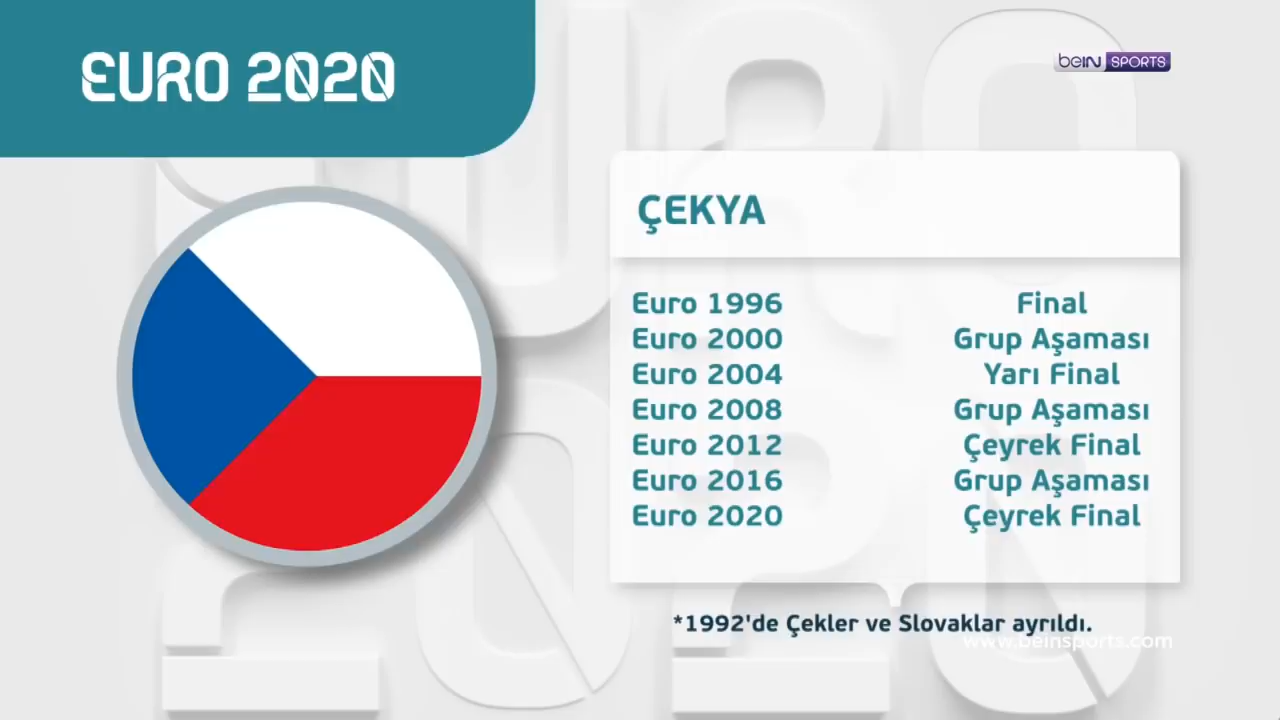 EURO 2020
beIN SPORTS
ÇEKYA
Euro 1996 Final
Euro 2000 Grup Aşaması
Euro 2004 Yarı Final
Euro 2008 Grup Aşaması
Euro 2012 Çeyrek Final
Euro 2016 Grup Aşaması
Euro 2020 Çeyrek Final
*1992'de Çekler ve Slovaklar ayrıldı.
www.beinsports.com